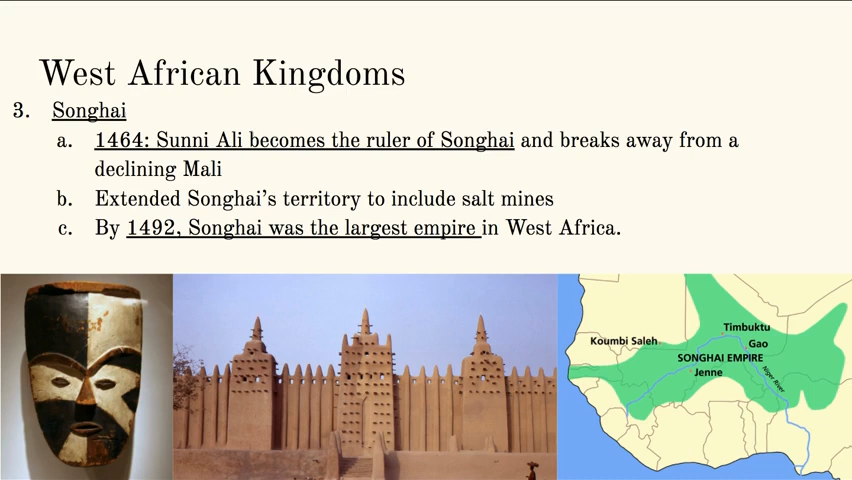 West African Kingdoms
3. Songhai
a. 1464: Sunni Ali becomes the ruler of Songhai and breaks away from a
declining Mali
b. Extended Songhai's territory to include salt mines
c. By 1492, Songhai was the largest empire in West Africa.
Timbuktu
Koumbi Saleh
Gao
SONGHAI EMPIRE
Jenne
Niger River